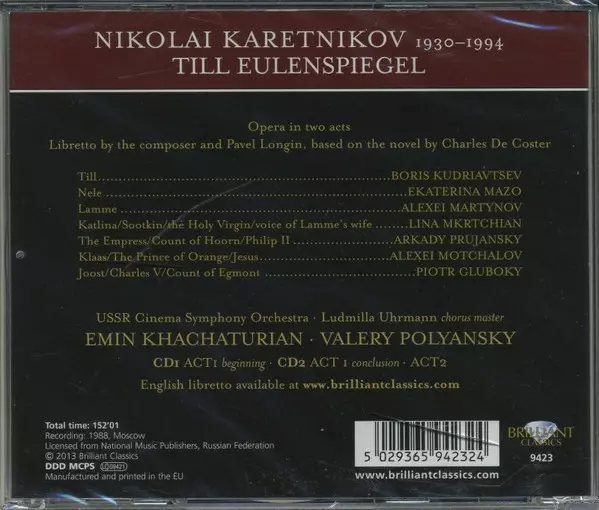 NIKOLAI KARETNIKOV 1930–1994
TILL EULENSPIEGEL
Opera in two acts
Libretto by the composer and Pavel Longin, based on the novel by Charles De Coster
Till BORIS KUDRIAVTSEV
Nele EKATERINA MAZO
Lamme ALEXEI MARTYNOV
Katlina/Sootkin/the Holy Virgin/voice of Lamme's wife LINA MKRTCHIAN
The Empress/Count of Hoorn/Philip II ARKADY PRUJANSKY
Klaas/The Prince of Orange/Jesus ALEXEI MOTCHALOV
Joost/Charles V/Count of Egmont PIOTR GLUBOKY
USSR Cinema Symphony Orchestra · Ludmilla Uhrmann chorus master
EMIN KHACHATURIAN · VALERY POLYANSKY
CD1 ACT1 beginning · CD2 ACT 1 conclusion · ACT2
English libretto available at www.brilliantclassics.com
Total time: 152'01
Recording: 1988, Moscow
Licensed from National Music Publishers, Russian Federation
℗ 2013 Brilliant Classics
DDD MCPS LC09421
Manufactured and printed in the EU
5 029365 942324
www.brilliantclassics.com
BRILLIANT
CLASSICS
9423